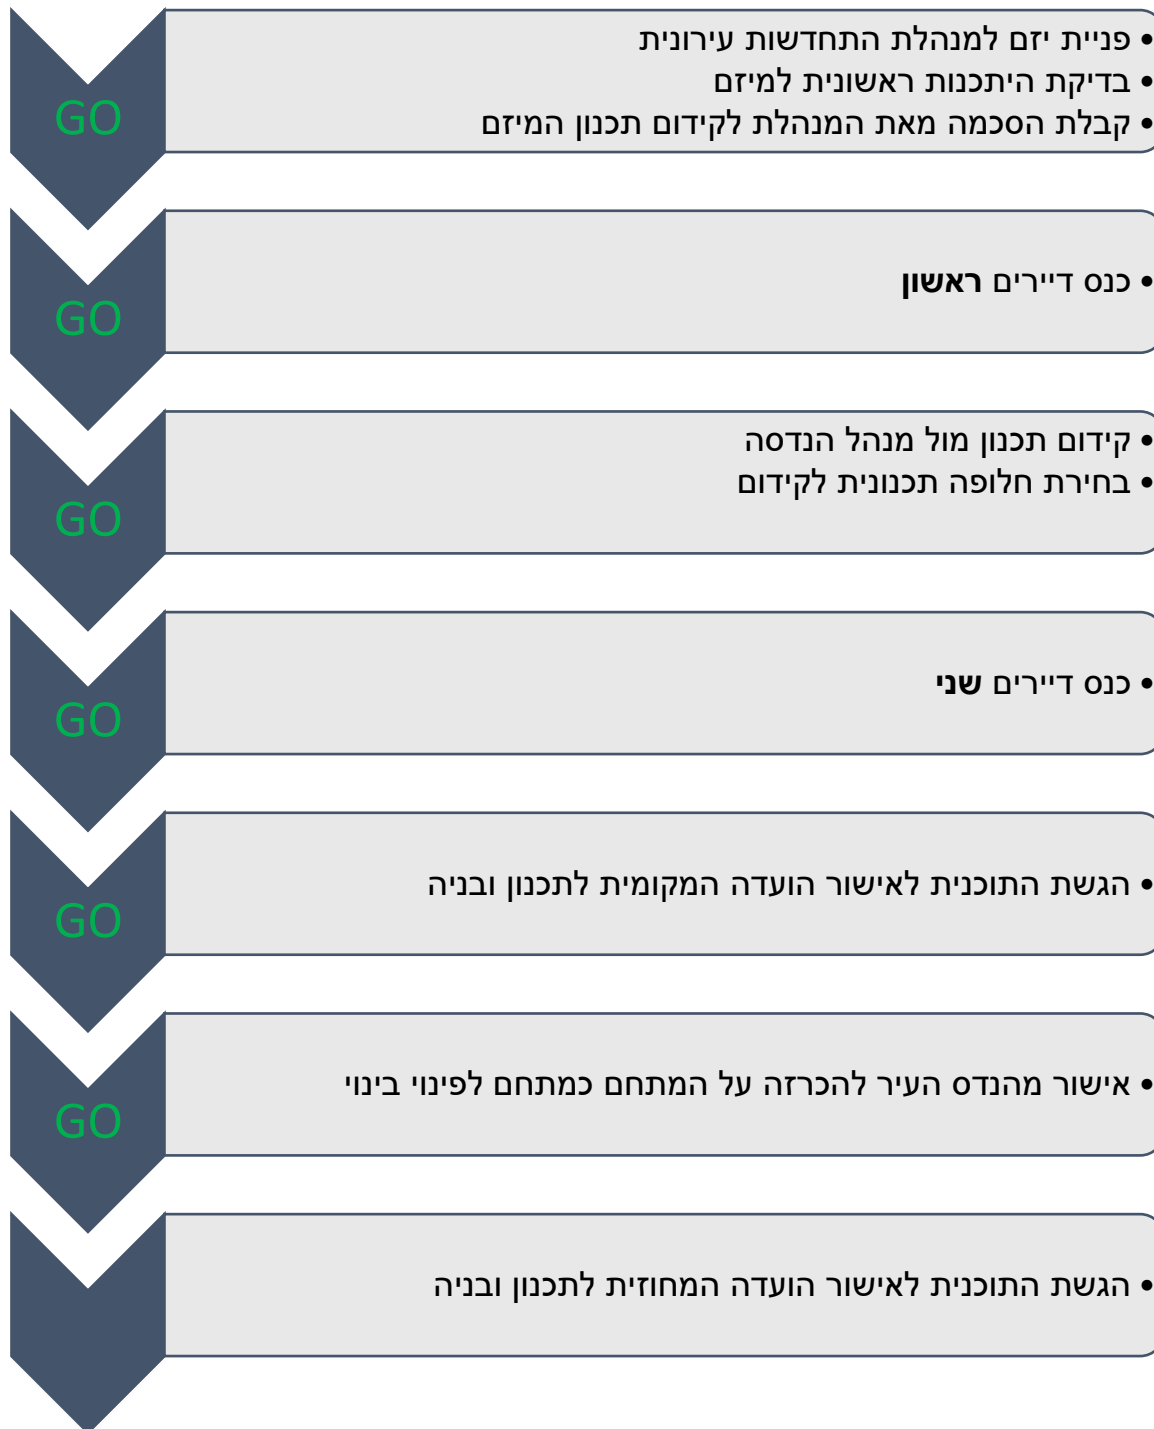 GO
• פניית יזם למנהלת התחדשות עירונית
• בדיקת היתכנות ראשונית למיזם
• קבלת הסכמה מאת המנהלת לקידום תכנון המיזם
GO
• כנס דיירים ראשון
GO
• קידום תכנון מול מנהל הנדסה
• בחירת חלופה תכנונית לקידום
GO
• כנס דיירים שני
GO
• הגשת התוכנית לאישור הועדה המקומית לתכנון ובניה
GO
• אישור מהנדס העיר להכרזה על המתחם כמתחם לפינוי בינוי
• הגשת התוכנית לאישור הועדה המחוזית לתכנון ובניה